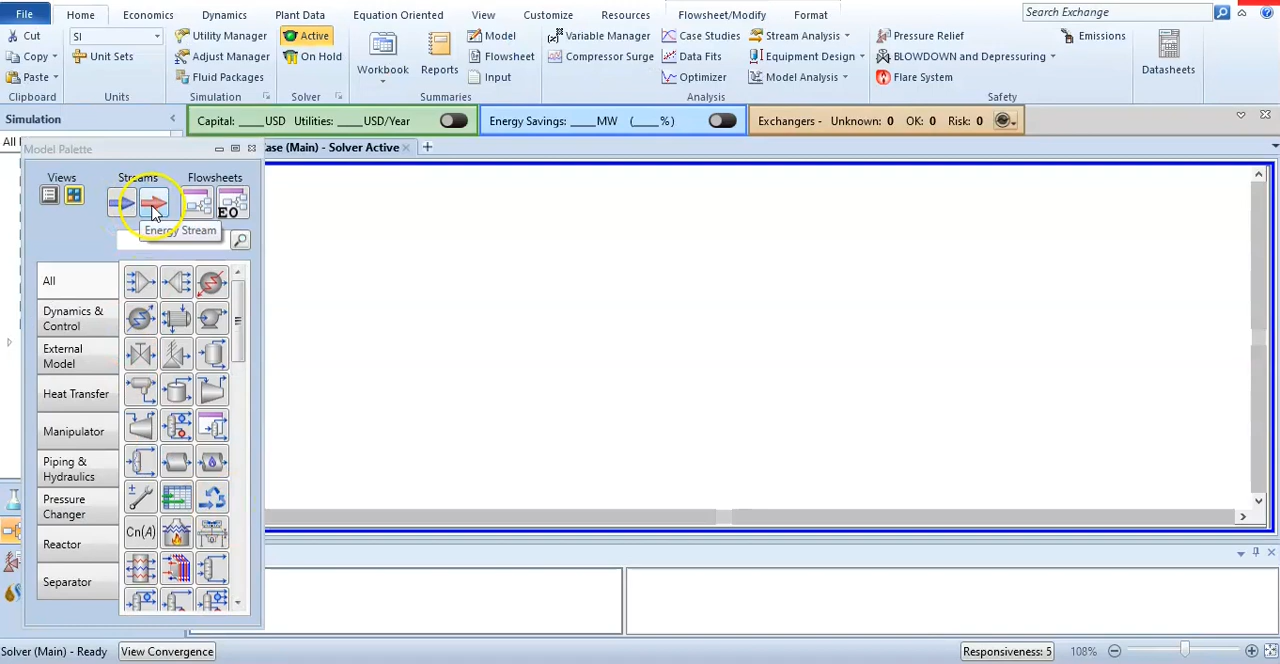 File Home Economics Dynamics Plant Data Equation Oriented View Customize Resources Flowsheet/Modify Format Search Exchange
Cut SI Utility Manager Active Model Variable Manager Case Studies Stream Analysis Pressure Relief Emissions
Copy Unit Sets Adjust Manager On Hold Workbook Reports Flowsheet Compressor Surge Data Fits Equipment Design BLOWDOWN and Depressuring Datasheets
Paste Fluid Packages Input Optimizer Model Analysis Flare System
Clipboard Units Simulation Solver Summaries Analysis Safety
Simulation Capital: ____USD Utilities: ____USD/Year Energy Savings: ____MW (____%) Exchangers - Unknown: 0 OK: 0 Risk: 0
All Model Palette ase (Main) - Solver Active
Views Streams Flowsheets
EO
Energy Stream
All
Dynamics &
Control
External
Model
Heat Transfer
Manipulator
Piping &
Hydraulics
Pressure
Changer
Cn(A)
Reactor
Separator
Solver (Main) - Ready View Convergence Responsiveness: 5 108%